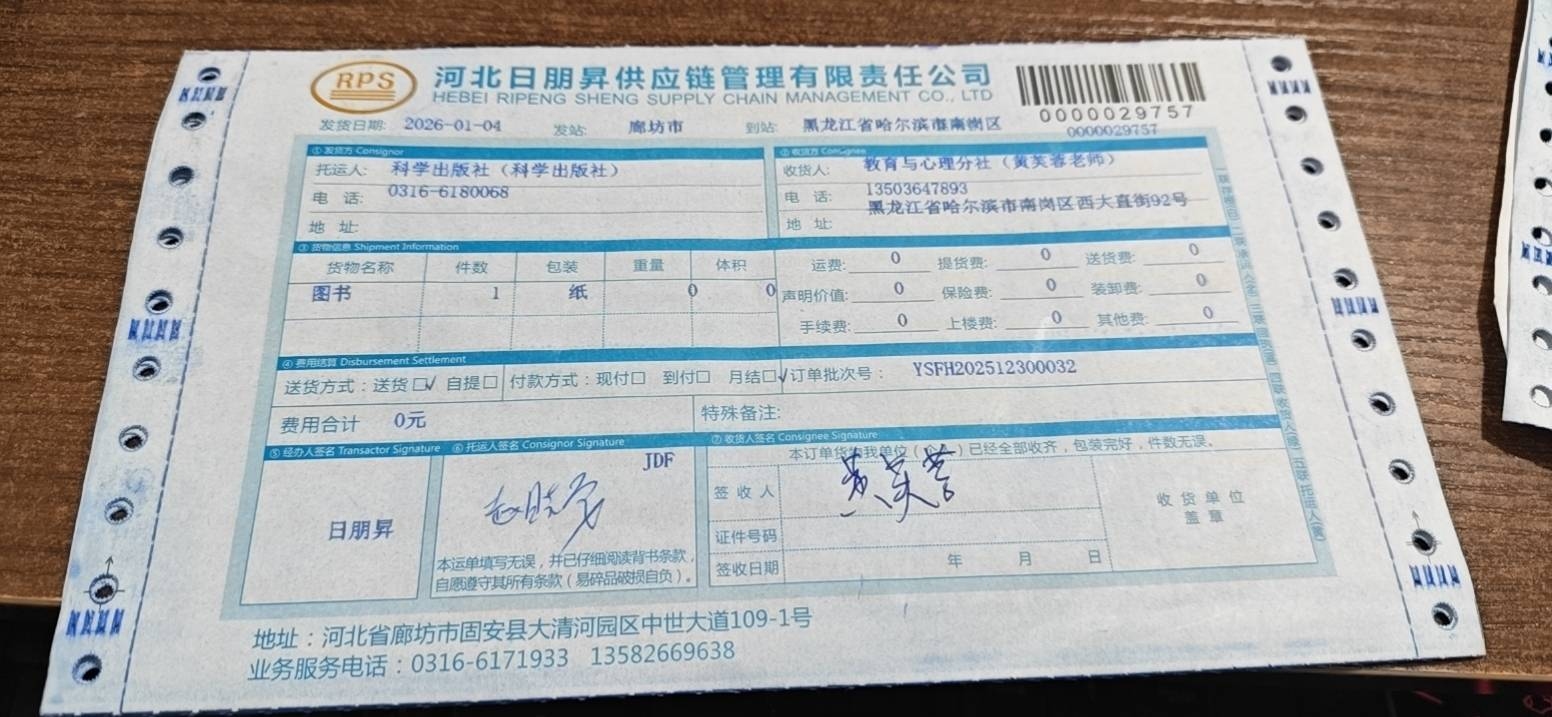 RPS 河北日朋昇供应链管理有限责任公司
HEBEI RIPENG SHENG SUPPLY CHAIN MANAGEMENT CO., LTD
0000029757
0000029757
发货日期: 2026-01-04 发站: 廊坊市 到站: 黑龙江省哈尔滨市南岗区
①发货方 Consignor ②收货方 Consignee
托运人: 科学出版社（科学出版社） 收货人: 教育与心理分社（黄芙蓉老师）
电 话: 0316-6180068 电 话: 13503647893
地 址: 地 址: 黑龙江省哈尔滨市南岗区西大直街92号
③货物信息 Shipment Information
货物名称 件数 包装 重量 体积 运费: 0 提货费: 0 送货费: 0
图书 1 纸 0 0 声明价值: 0 保险费: 0 装卸费: 0
手续费: 0 上楼费: 0 其他费: 0
④费用结算 Disbursement Settlement
送货方式：送货□√ 自提□ 付款方式：现付□ 到付□ 月结□√ 订单批次号： YSFH202512300032
费用合计 0元 特殊备注:
⑤经办人签名 Transactor Signature ⑥托运人签名 Consignor Signature ⑦收货人签名 Consignee Signature
JDF 本订单货物我单位（个人）已经全部收齐，包装完好，件数无误。
日朋昇 签收人 黄芙蓉 收货单位
盖章
证件号码
本运单填写无误，并已仔细阅读背书条款，
自愿遵守其所有条款（易碎品破损自负）。
签收日期 年 月 日
地址：河北省廊坊市固安县大清河园区中世大道109-1号
业务服务电话：0316-6171933 13582669638